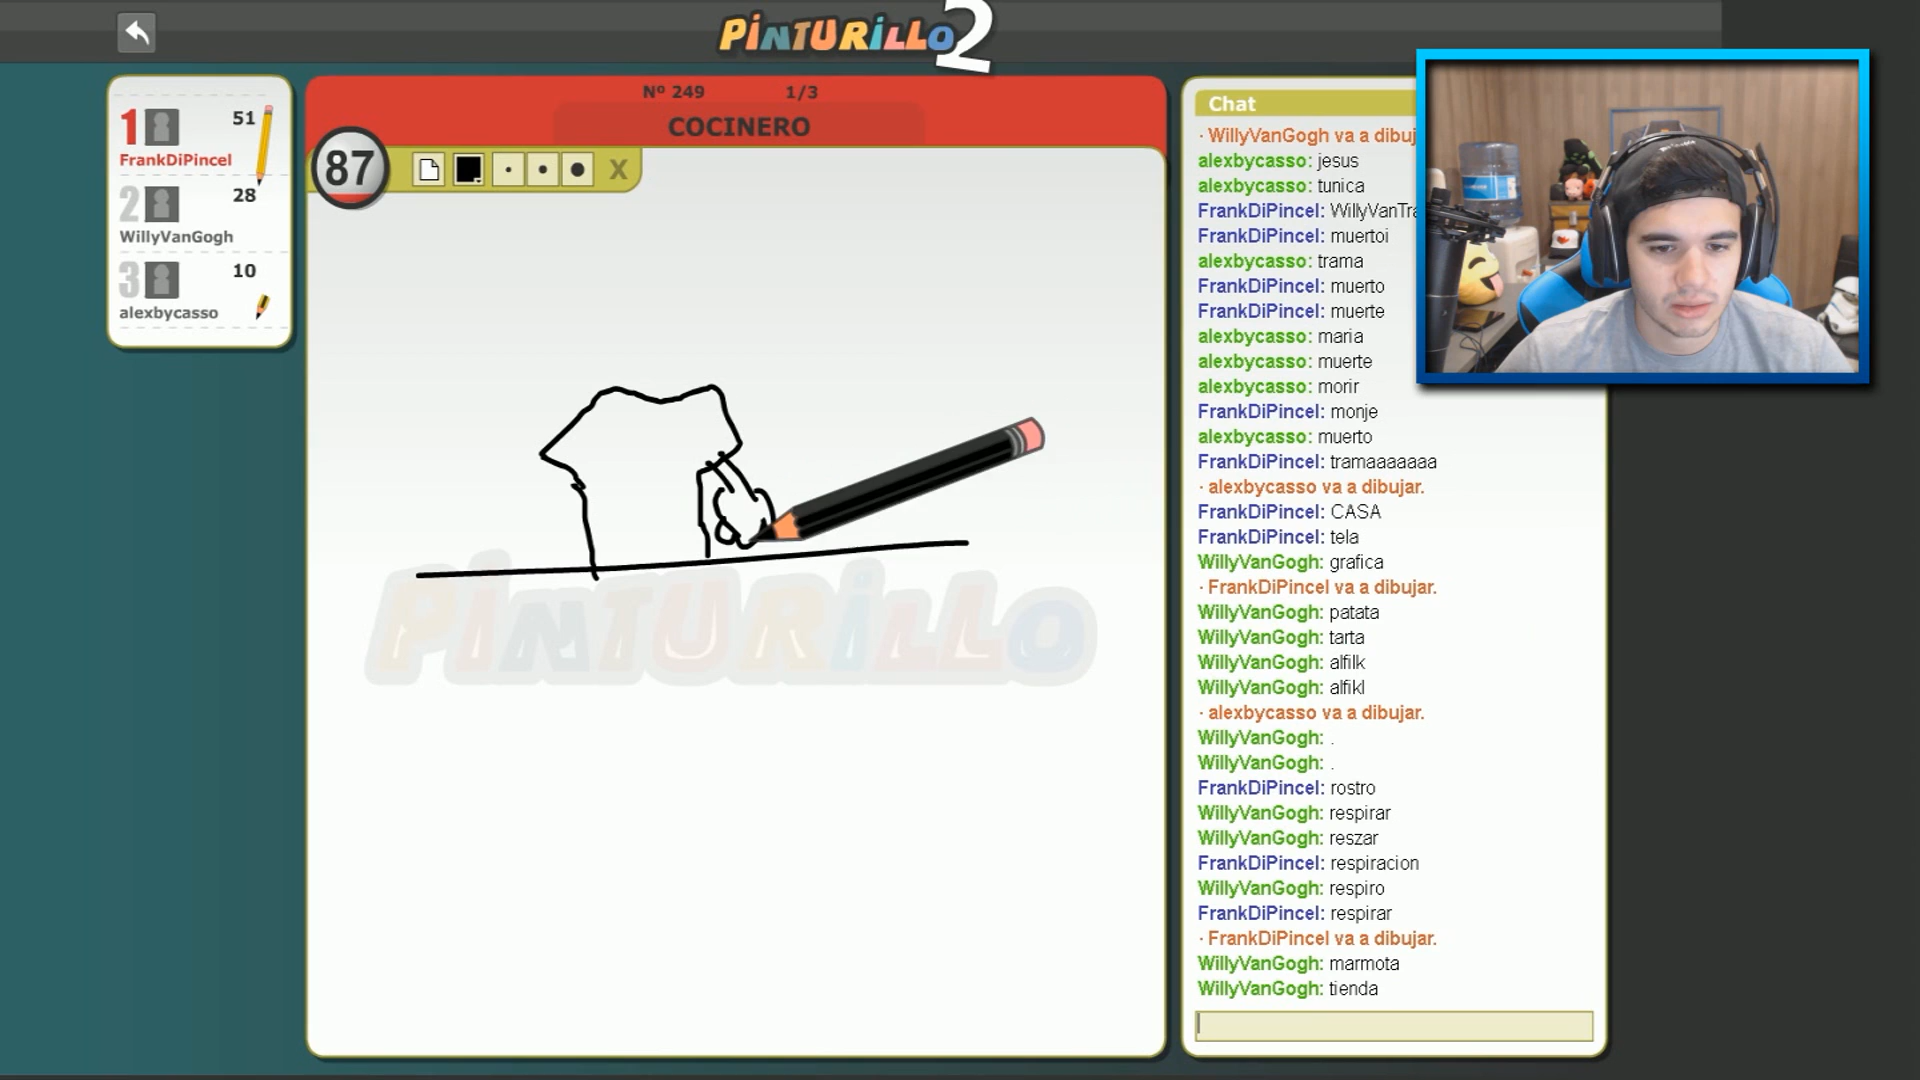 PINTURILLO 2
1
51
FrankDiPincel
2
28
WillyVanGogh
3
10
alexbycasso
Nº 249
1/3
COCINERO
87
X
PINTURILLO
Chat
· WillyVanGogh va a dibuj
alexbycasso: jesus
alexbycasso: tunica
FrankDiPincel: WillyVanTra
FrankDiPincel: muertoi
alexbycasso: trama
FrankDiPincel: muerto
FrankDiPincel: muerte
alexbycasso: maria
alexbycasso: muerte
alexbycasso: morir
FrankDiPincel: monje
alexbycasso: muerto
FrankDiPincel: tramaaaaaaa
· alexbycasso va a dibujar.
FrankDiPincel: CASA
FrankDiPincel: tela
WillyVanGogh: grafica
· FrankDiPincel va a dibujar.
WillyVanGogh: patata
WillyVanGogh: tarta
WillyVanGogh: alfilk
WillyVanGogh: alfikl
· alexbycasso va a dibujar.
WillyVanGogh: .
WillyVanGogh: .
FrankDiPincel: rostro
WillyVanGogh: respirar
WillyVanGogh: reszar
FrankDiPincel: respiracion
WillyVanGogh: respiro
FrankDiPincel: respirar
· FrankDiPincel va a dibujar.
WillyVanGogh: marmota
WillyVanGogh: tienda